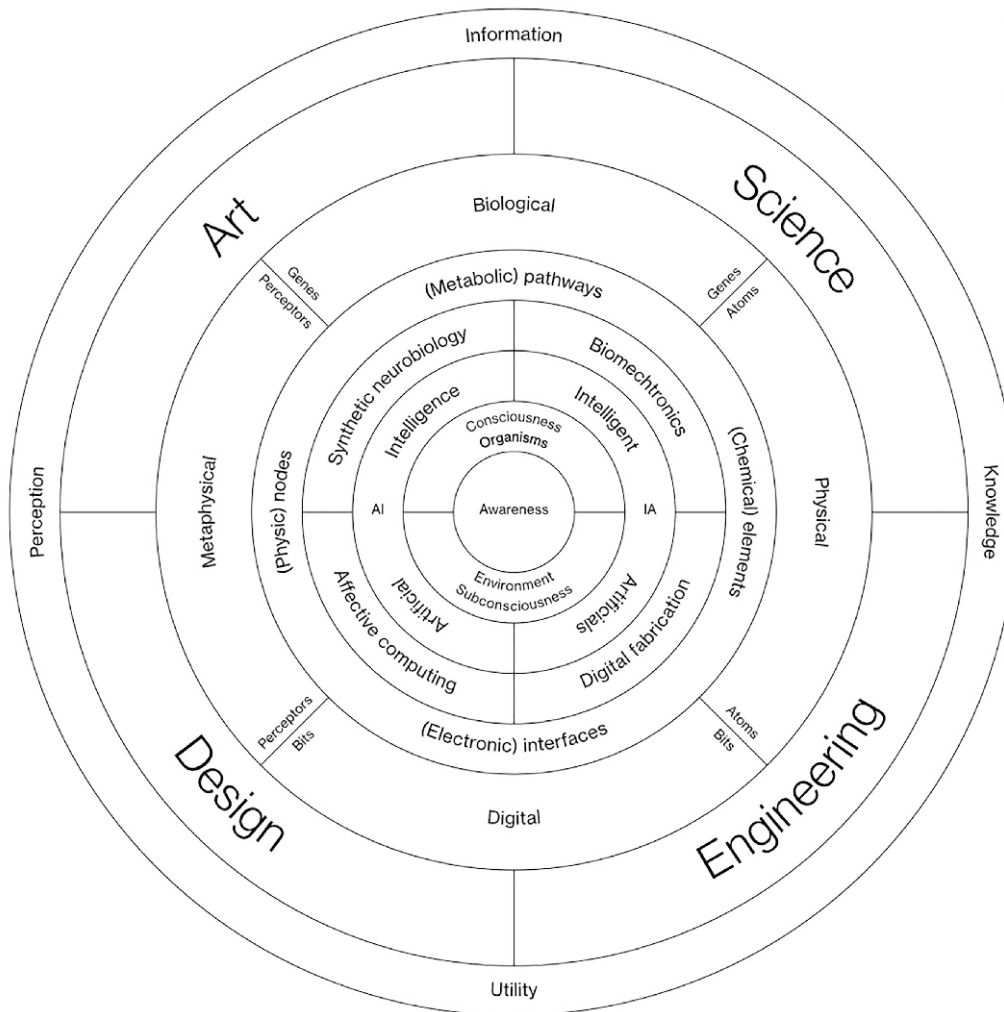 Information
Art
Science
Biological
Genes
Perceptors
Genes
Atoms
(Metabolic) pathways
Synthetic neurobiology
Biomechtronics
Intelligence
Intelligent
Consciousness
Organisms
Perception
Metaphysical
(Physic) nodes
AI
Awareness
IA
(Chemical) elements
Physical
Knowledge
Environment
Subconsciousness
Artificial
Artificials
Affective computing
Digital fabrication
Perceptors
Bits
Atoms
Bits
(Electronic) interfaces
Design
Engineering
Digital
Utility